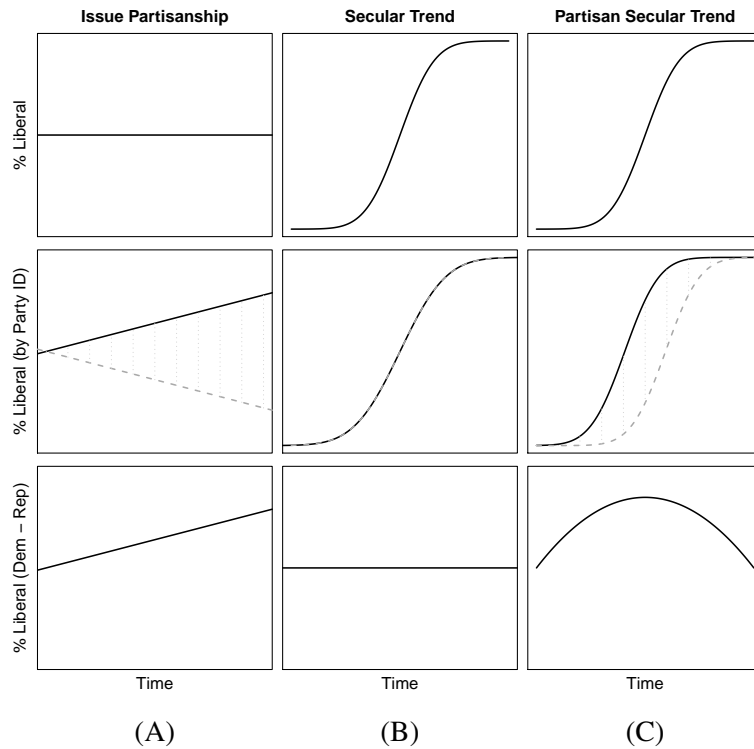 Issue Partisanship
Secular Trend
Partisan Secular Trend
% Liberal
% Liberal (by Party ID)
% Liberal (Dem − Rep)
Time
Time
Time
(A)
(B)
(C)